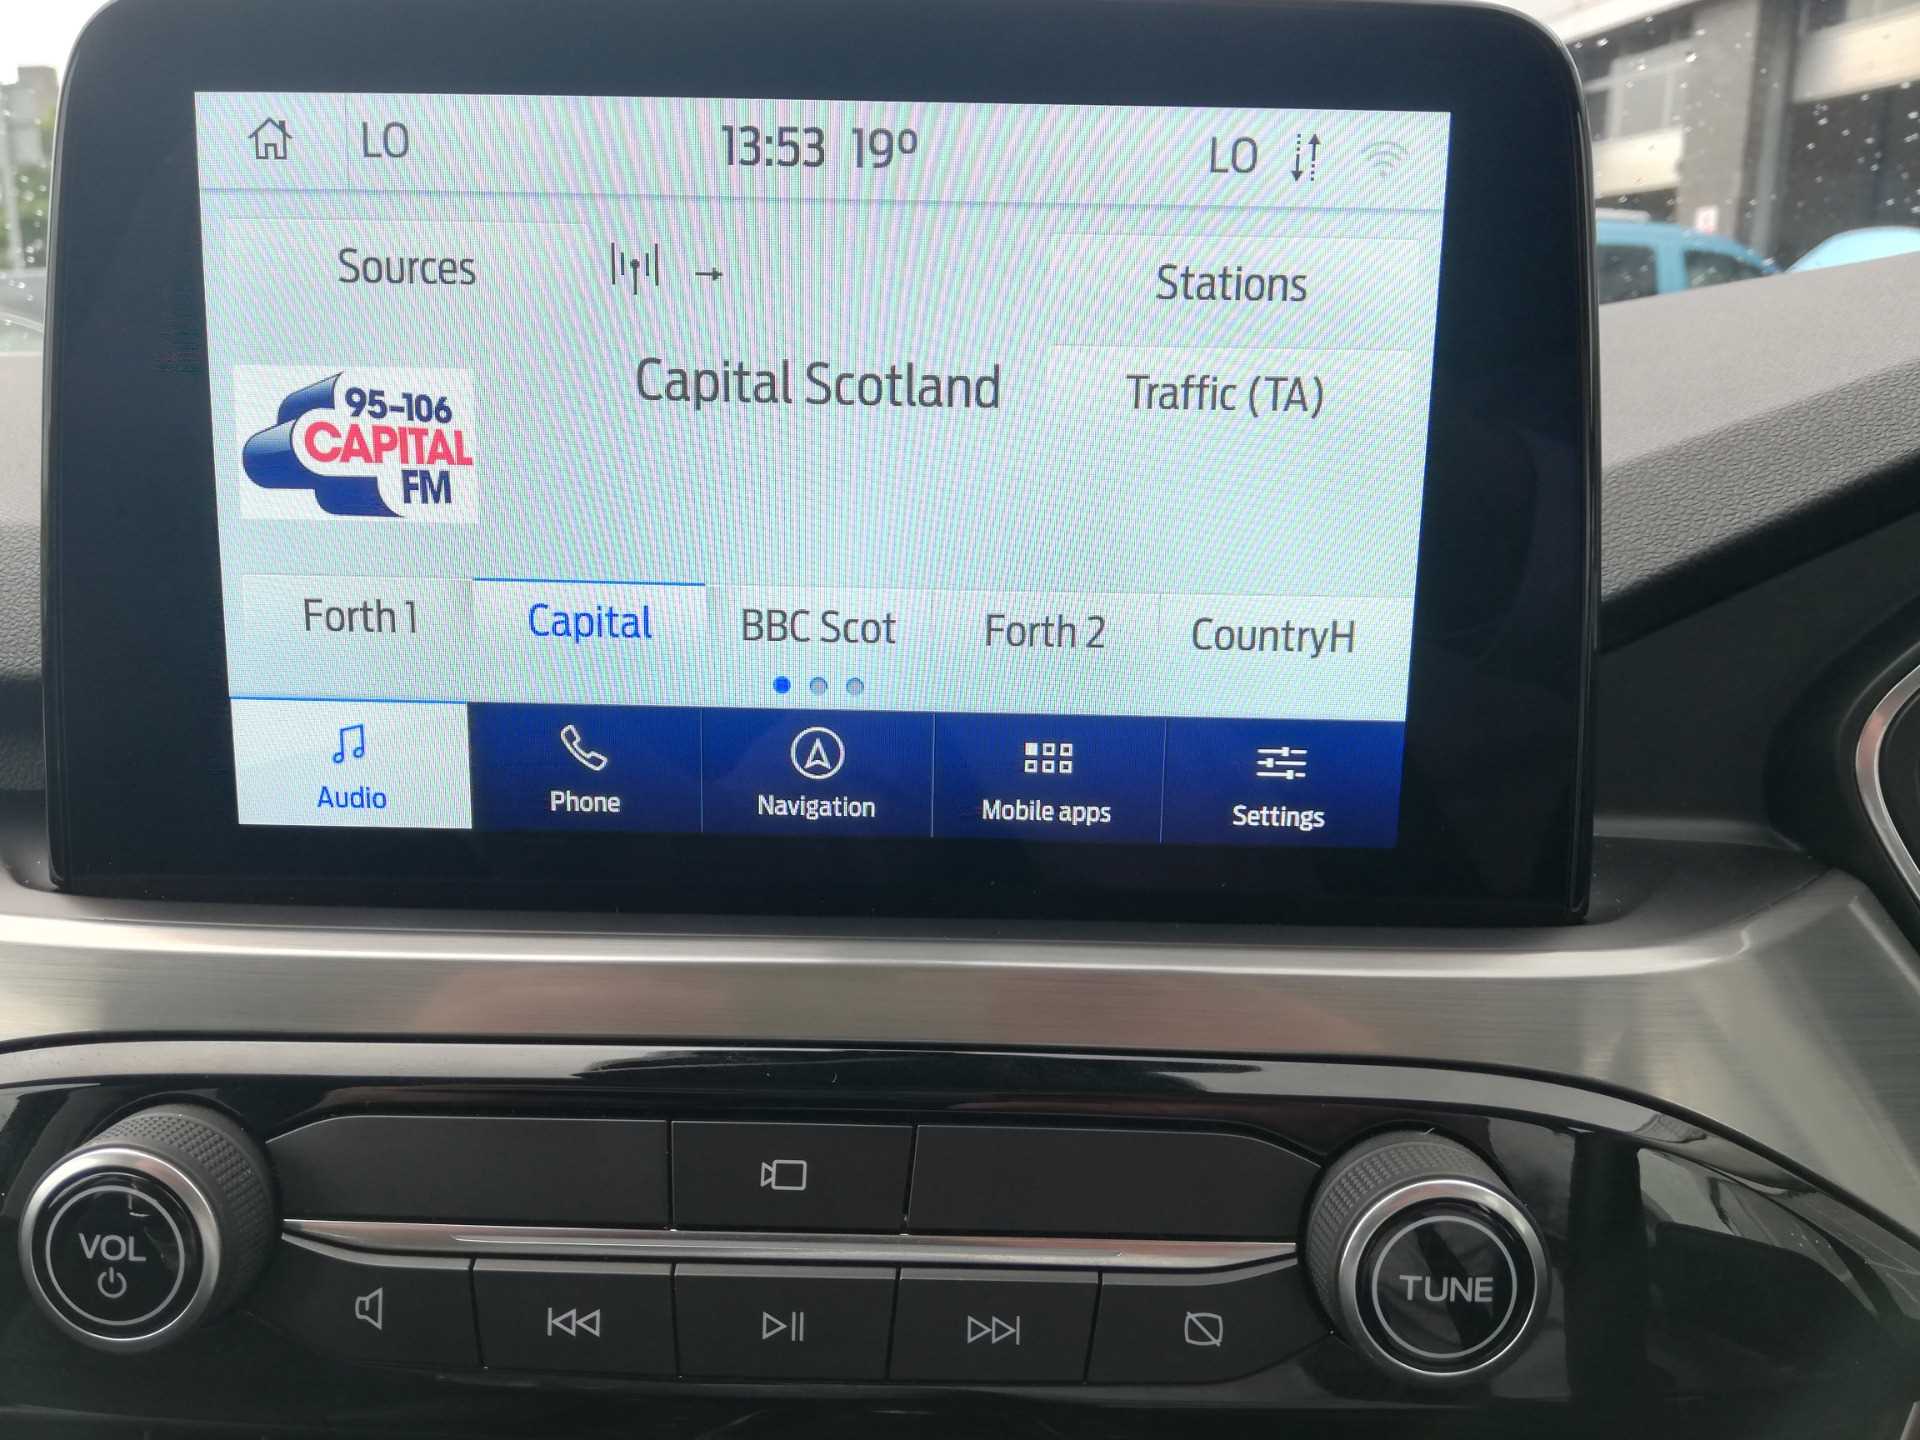 LO
13:53 19°
LO
Sources
Stations
Capital Scotland
Traffic (TA)
95-106
CAPITAL
FM
Forth 1
Capital
BBC Scot
Forth 2
CountryH
Audio
Phone
Navigation
Mobile apps
Settings
VOL
TUNE